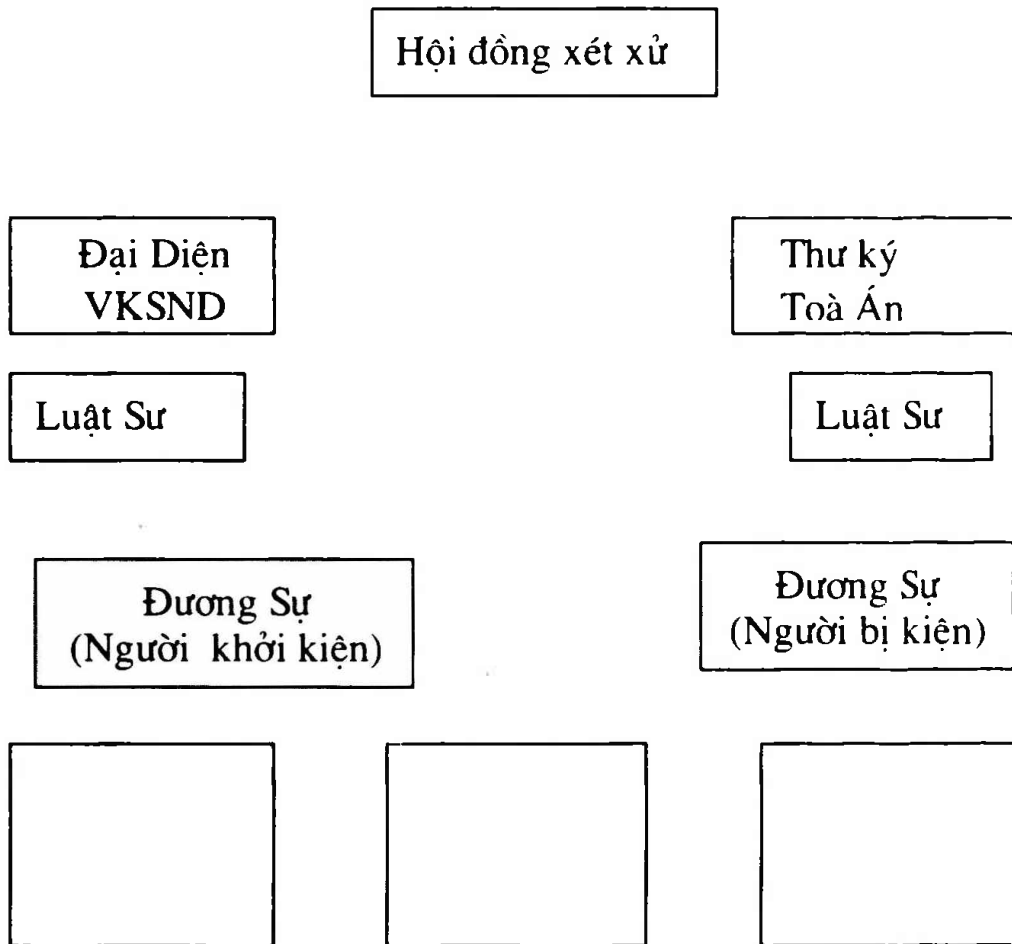 Hội đồng xét xử
Đại Diện
VKSND
Thư ký
Toà Án
Luật Sư
Luật Sư
Đương Sự
(Người khởi kiện)
Đương Sự
(Người bị kiện)